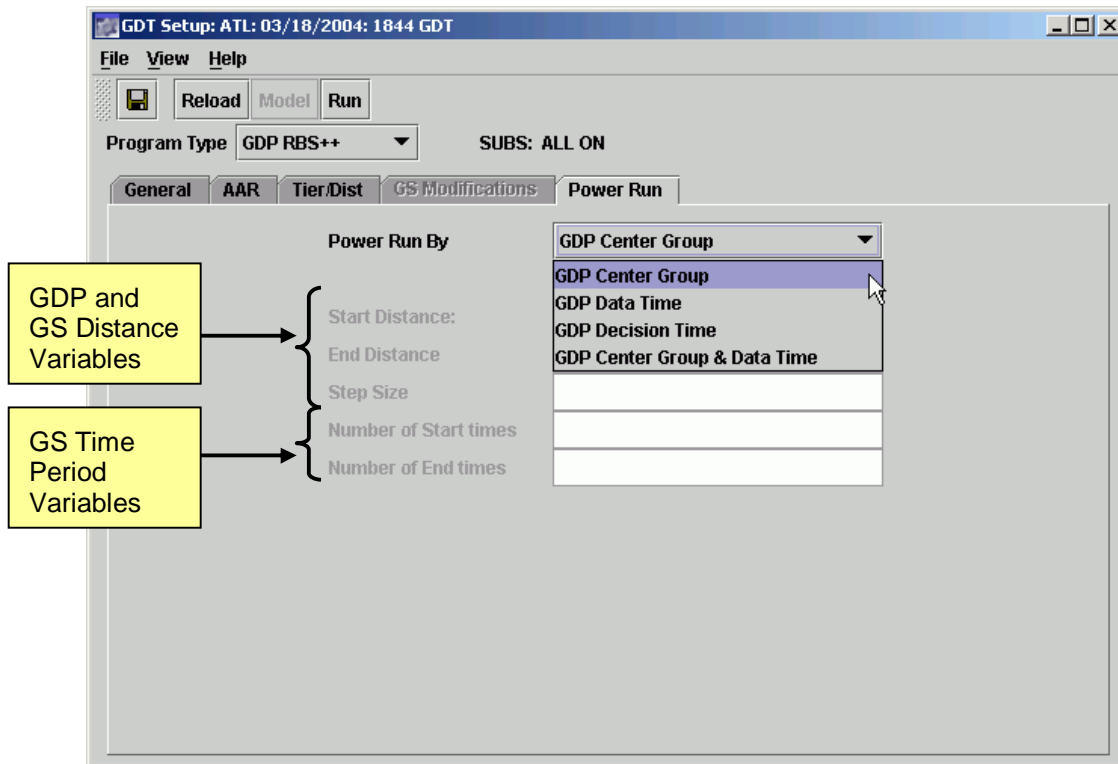 GDT Setup: ATL: 03/18/2004: 1844 GDT
File View Help
Reload Model Run
Program Type GDP RBS++ SUBS: ALL ON
General AAR Tier/Dist GS Modifications Power Run
Power Run By GDP Center Group
GDP Center Group
GDP Data Time
GDP Decision Time
GDP Center Group & Data Time
GDP and
GS Distance
Variables
Start Distance:
End Distance
Step Size
GS Time
Period
Variables
Number of Start times
Number of End times